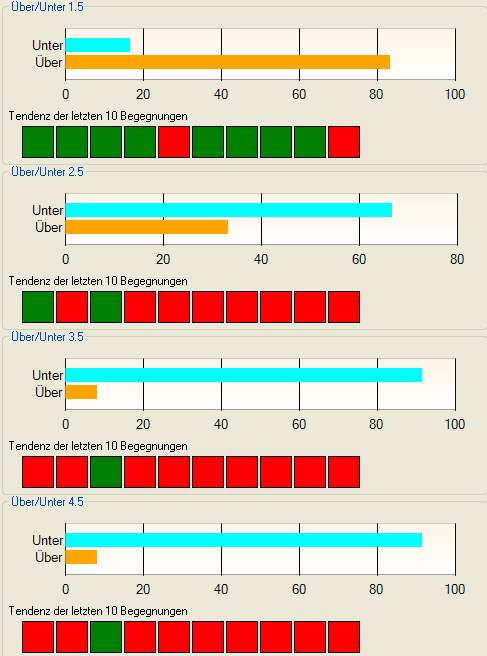 Über/Unter 1.5
Unter
Über
0 20 40 60 80 100
Tendenz der letzten 10 Begegnungen
Über/Unter 2.5
Unter
Über
0 20 40 60 80
Tendenz der letzten 10 Begegnungen
Über/Unter 3.5
Unter
Über
0 20 40 60 80 100
Tendenz der letzten 10 Begegnungen
Über/Unter 4.5
Unter
Über
0 20 40 60 80 100
Tendenz der letzten 10 Begegnungen